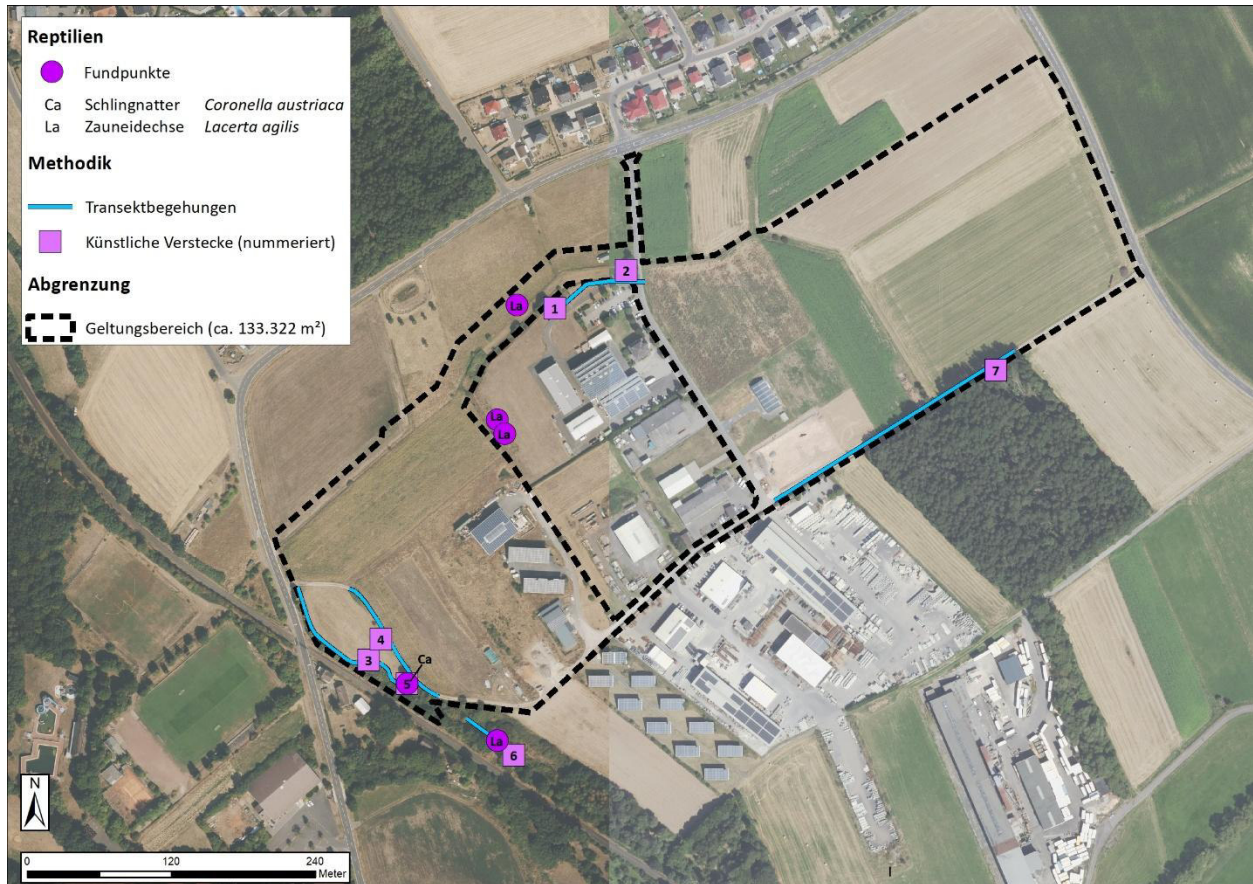 Reptilien
Fundpunkte
Ca Schlingnatter Coronella austriaca
La Zauneidechse Lacerta agilis
Methodik
Transektbegehungen
Künstliche Verstecke (nummeriert)
Abgrenzung
Geltungsbereich (ca. 133.322 m²)
2
La
1
7
La
La
4
3
Ca
5
La
6
N
0 120 240
Meter